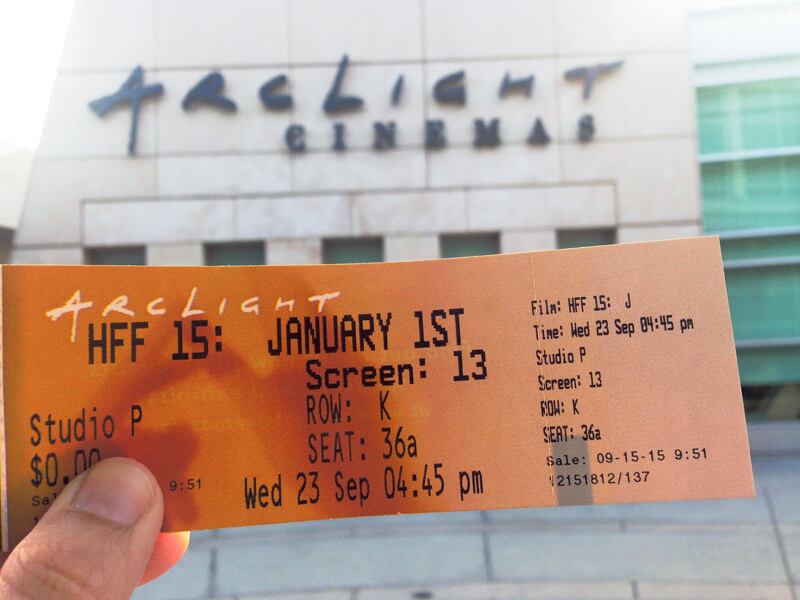 ARCLIGHT
CINEMAS
ARCLIGHT
HFF 15: JANUARY 1ST
Screen: 13
ROW: K
SEAT: 36a
Studio P
$0.00
9:51
Wed 23 Sep 04:45 pm
Film: HFF 15: J
Time: Wed 23 Sep 04:45 pm
Studio P
Screen: 13
ROW: K
SEAT: 36a
Sale: 09-15-15 9:51
12151812/137